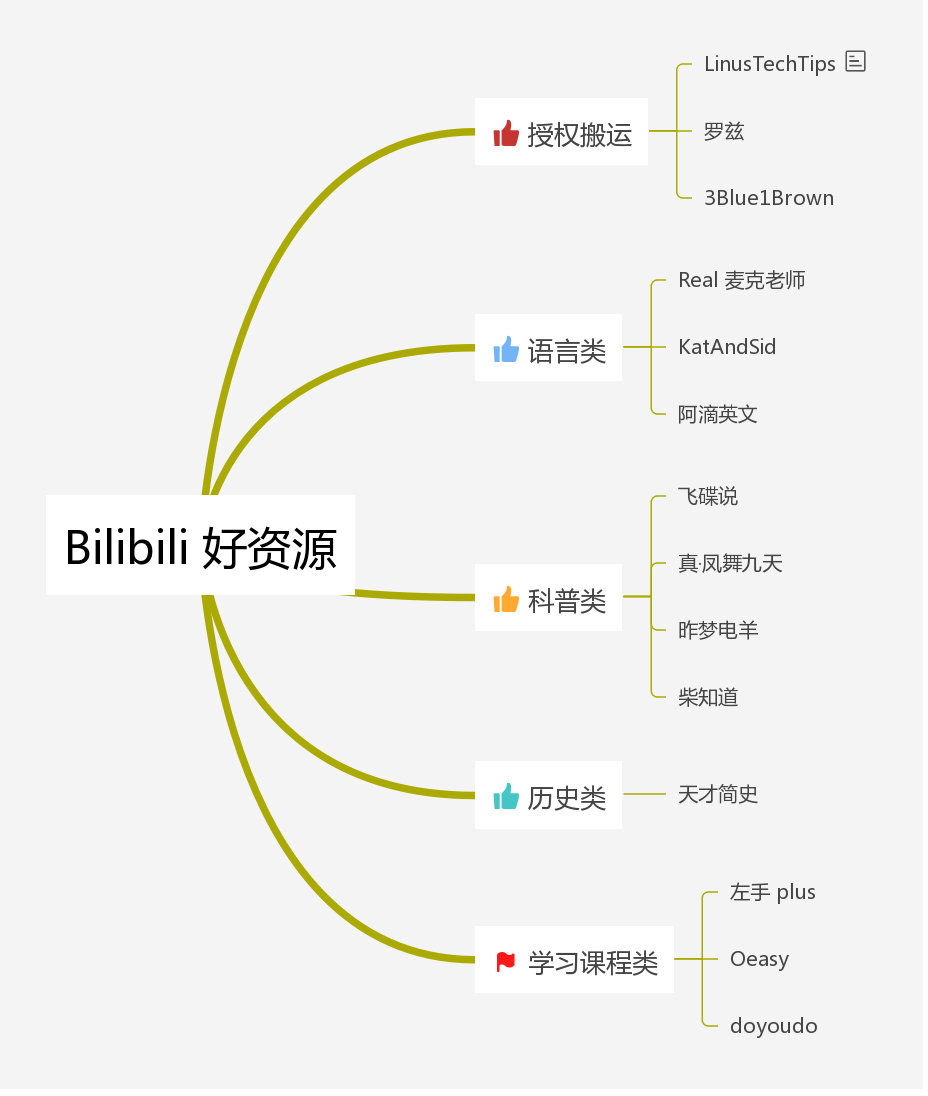 Bilibili 好资源
授权搬运
LinusTechTips
罗兹
3Blue1Brown
语言类
Real 麦克老师
KatAndSid
阿滴英文
科普类
飞碟说
真·凤舞九天
昨梦电羊
柴知道
历史类
天才简史
学习课程类
左手 plus
Oeasy
doyoudo